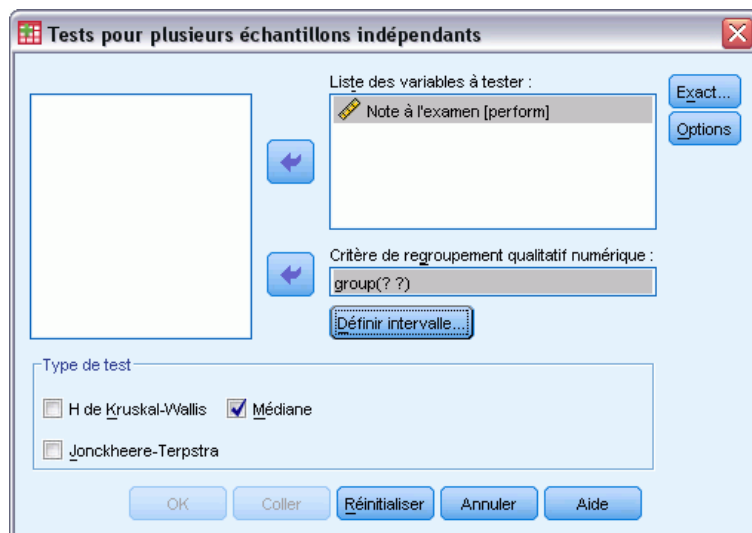 Tests pour plusieurs échantillons indépendants
Liste des variables à tester :
Note à l'examen [perform]
Exact...
Options
Critère de regroupement qualitatif numérique :
group(? ?)
Définir intervalle...
Type de test
H de Kruskal-Wallis
Médiane
Jonckheere-Terpstra
OK
Coller
Réinitialiser
Annuler
Aide